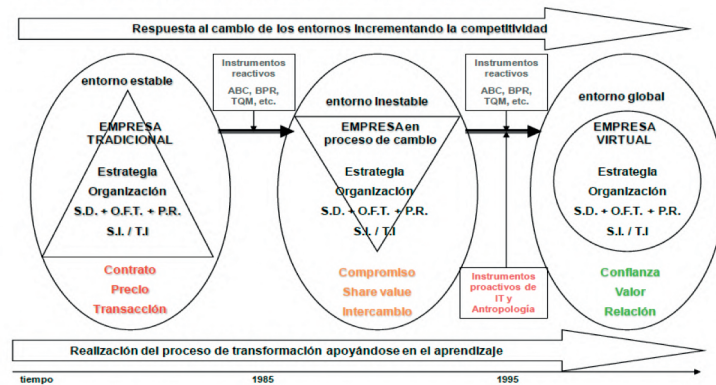 Respuesta al cambio de los entornos incrementando la competitividad
entorno estable
EMPRESA
TRADICIONAL
Estrategia
Organización
S.D. + O.F.T. + P.R.
S.I. / T.I
Contrato
Precio
Transacción
Instrumentos
reactivos
ABC, BPR,
TQM, etc.
entorno Inestable
EMPRESA en
proceso de cambio
Estrategia
Organización
S.D. + O.F.T. + P.R.
S.I. / T.I
Compromiso
Share value
Intercambio
Instrumentos
reactivos
ABC, BPR,
TQM, etc.
Instrumentos
proactivos de
IT y
Antropología
entorno global
EMPRESA
VIRTUAL
Estrategia
Organización
S.D. + O.F.T. + P.R.
S.I. / T.I
Confianza
Valor
Relación
Realización del proceso de transformación apoyándose en el aprendizaje
tiempo
1985
1995